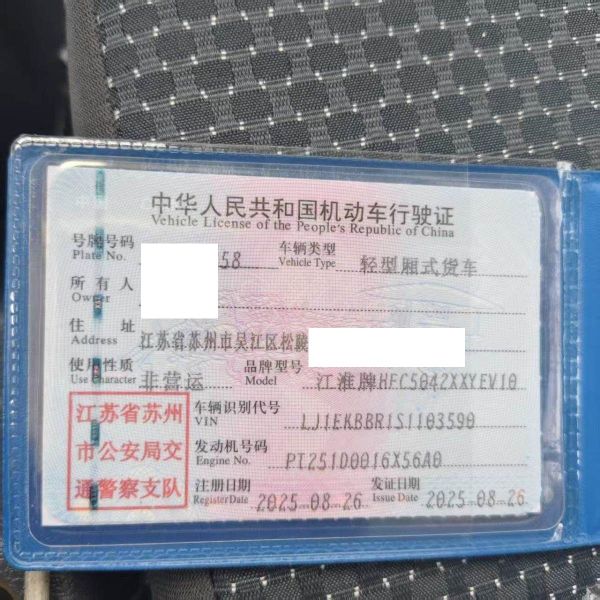 中华人民共和国机动车行驶证
Vehicle License of the People's Republic of China
号牌号码 58 车辆类型 轻型厢式货车
Plate No. Vehicle Type
所有人
Owner
住址 江苏省苏州市吴江区松陵
Address
使用性质 非营运 品牌型号 江淮牌HFC5042XXYEV10
Use Character Model
江苏省苏州
市公安局交
通警察支队
车辆识别代号 LJ1EKBBR1S1103590
VIN
发动机号码 PI251D0016X56A0
Engine No.
注册日期 2025.08.26 发证日期 2025.08.26
Register Date Issue Date